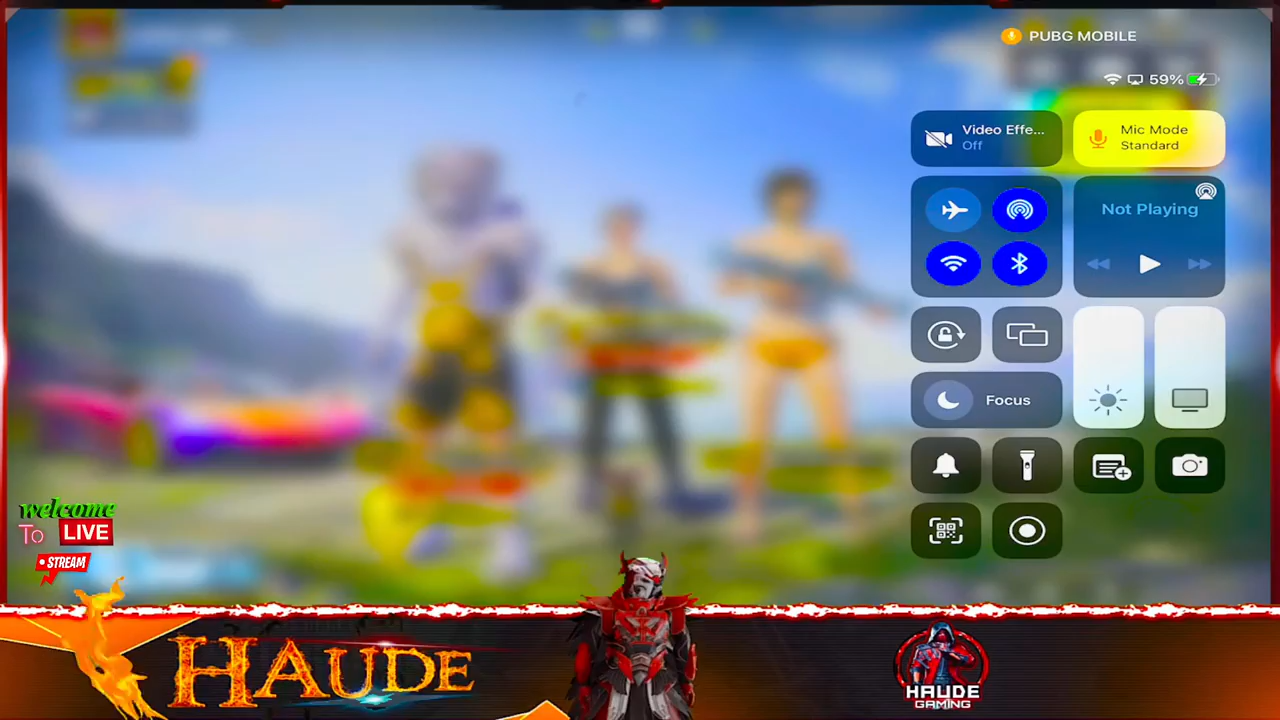 PUBG MOBILE
59%
Video Effe...
Off
Mic Mode
Standard
Not Playing
Focus
welcome
To LIVE
STREAM
HAUDE
HAUDE
GAMING